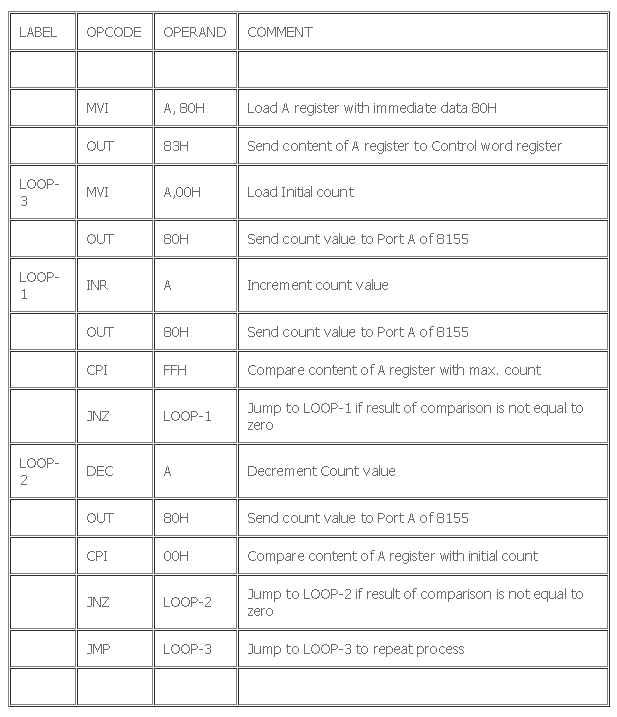 LABEL OPCODE OPERAND COMMENT
MVI A, 80H Load A register with immediate data 80H
OUT 83H Send content of A register to Control word register
LOOP-
3 MVI A,00H Load Initial count
OUT 80H Send count value to Port A of 8155
LOOP-
1 INR A Increment count value
OUT 80H Send count value to Port A of 8155
CPI FFH Compare content of A register with max. count
JNZ LOOP-1 Jump to LOOP-1 if result of comparison is not equal to
zero
LOOP-
2 DEC A Decrement Count value
OUT 80H Send count value to Port A of 8155
CPI 00H Compare content of A register with initial count
JNZ LOOP-2 Jump to LOOP-2 if result of comparison is not equal to
zero
JMP LOOP-3 Jump to LOOP-3 to repeat process